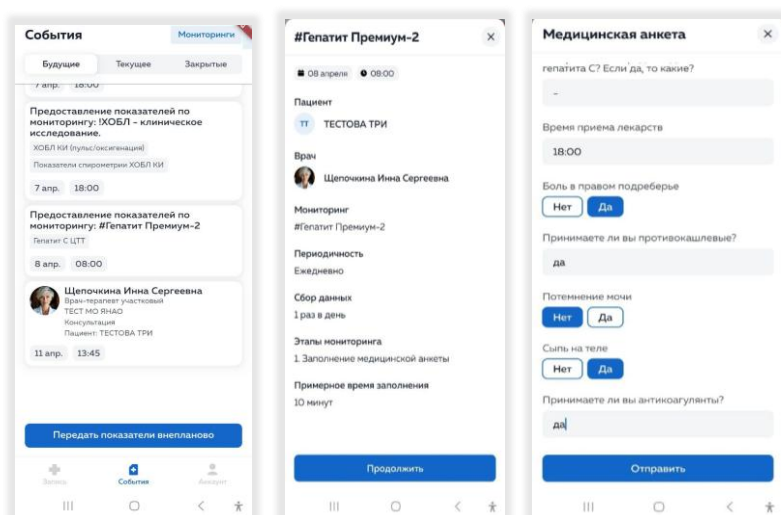 События
Мониторинги
Будущие
Текущее
Закрытые
7 апр. 18:00
Предоставление показателей по
мониторингу: !ХОБЛ - клиническое
исследование.
ХОБЛ КИ (пульс/оксигенация)
Показатели спирометрии ХОБЛ КИ
7 апр. 18:00
Предоставление показателей по
мониторингу: #Гепатит Премиум-2
Гепатит С ЦТТ
8 апр. 08:00
Щепочкина Инна Сергеевна
Врач-терапевт участковый
ТЕСТ МО ЯНАО
Консультация
Пациент: ТЕСТОВА ТРИ
11 апр. 13:45
Передать показатели внепланово
Запись
События
Аккаунт
#Гепатит Премиум-2
08 апреля 08:00
Пациент
ТТ ТЕСТОВА ТРИ
Врач
Щепочкина Инна Сергеевна
Мониторинг
#Гепатит Премиум-2
Периодичность
Ежедневно
Сбор данных
1 раз в день
Этапы мониторинга
1. Заполнение медицинской анкеты
Примерное время заполнения
10 минут
Продолжить
Медицинская анкета
гепатита С? Если да, то какие?
-
Время приема лекарств
18:00
Боль в правом подреберье
Нет Да
Принимаете ли вы противокашлевые?
да
Потемнение мочи
Нет Да
Сыпь на теле
Нет Да
Принимаете ли вы антикоагулянты?
да
Отправить